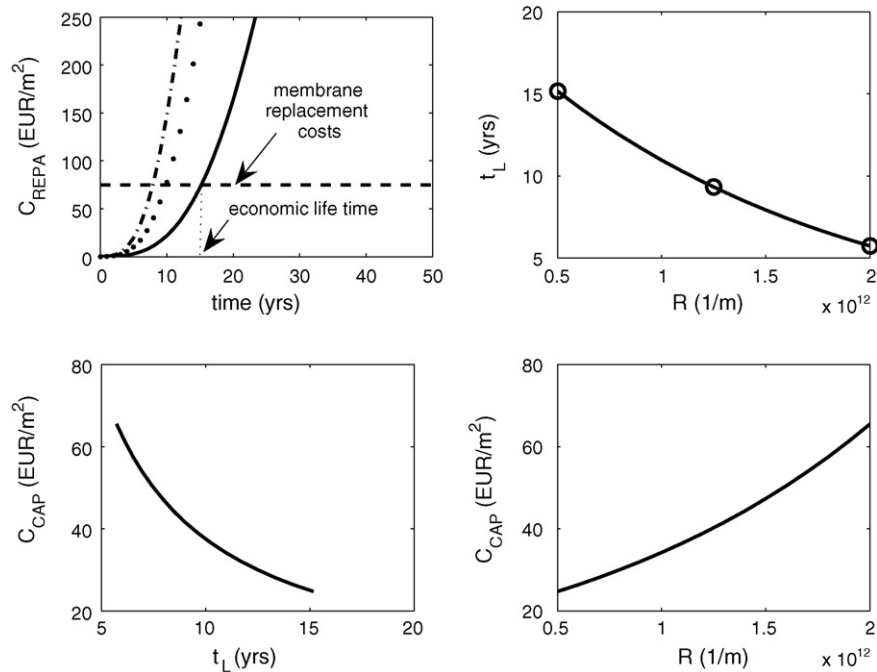 250
200
150
100
50
0
C_REPA (EUR/m²)
membrane
replacement
costs
economic life time
0 10 20 30 40 50
time (yrs)
20
15
10
5
t_L (yrs)
0.5 1 1.5 2
R (1/m)
x 10¹²
80
60
40
20
C_CAP (EUR/m²)
5 10 15 20
t_L (yrs)
80
60
40
20
C_CAP (EUR/m²)
0.5 1 1.5 2
R (1/m)
x 10¹²